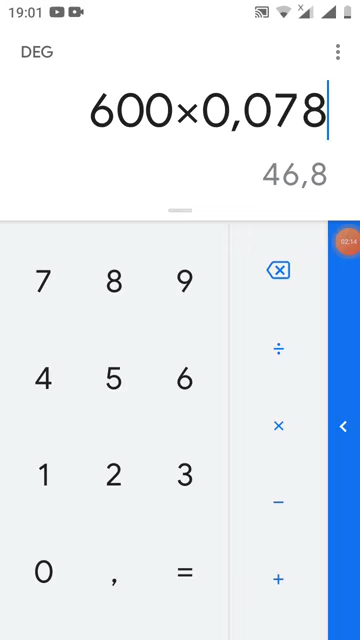 19:01
DEG
600×0,078
46,8
02:14
7 8 9
÷
4 5 6
×
1 2 3
−
0 , =
+